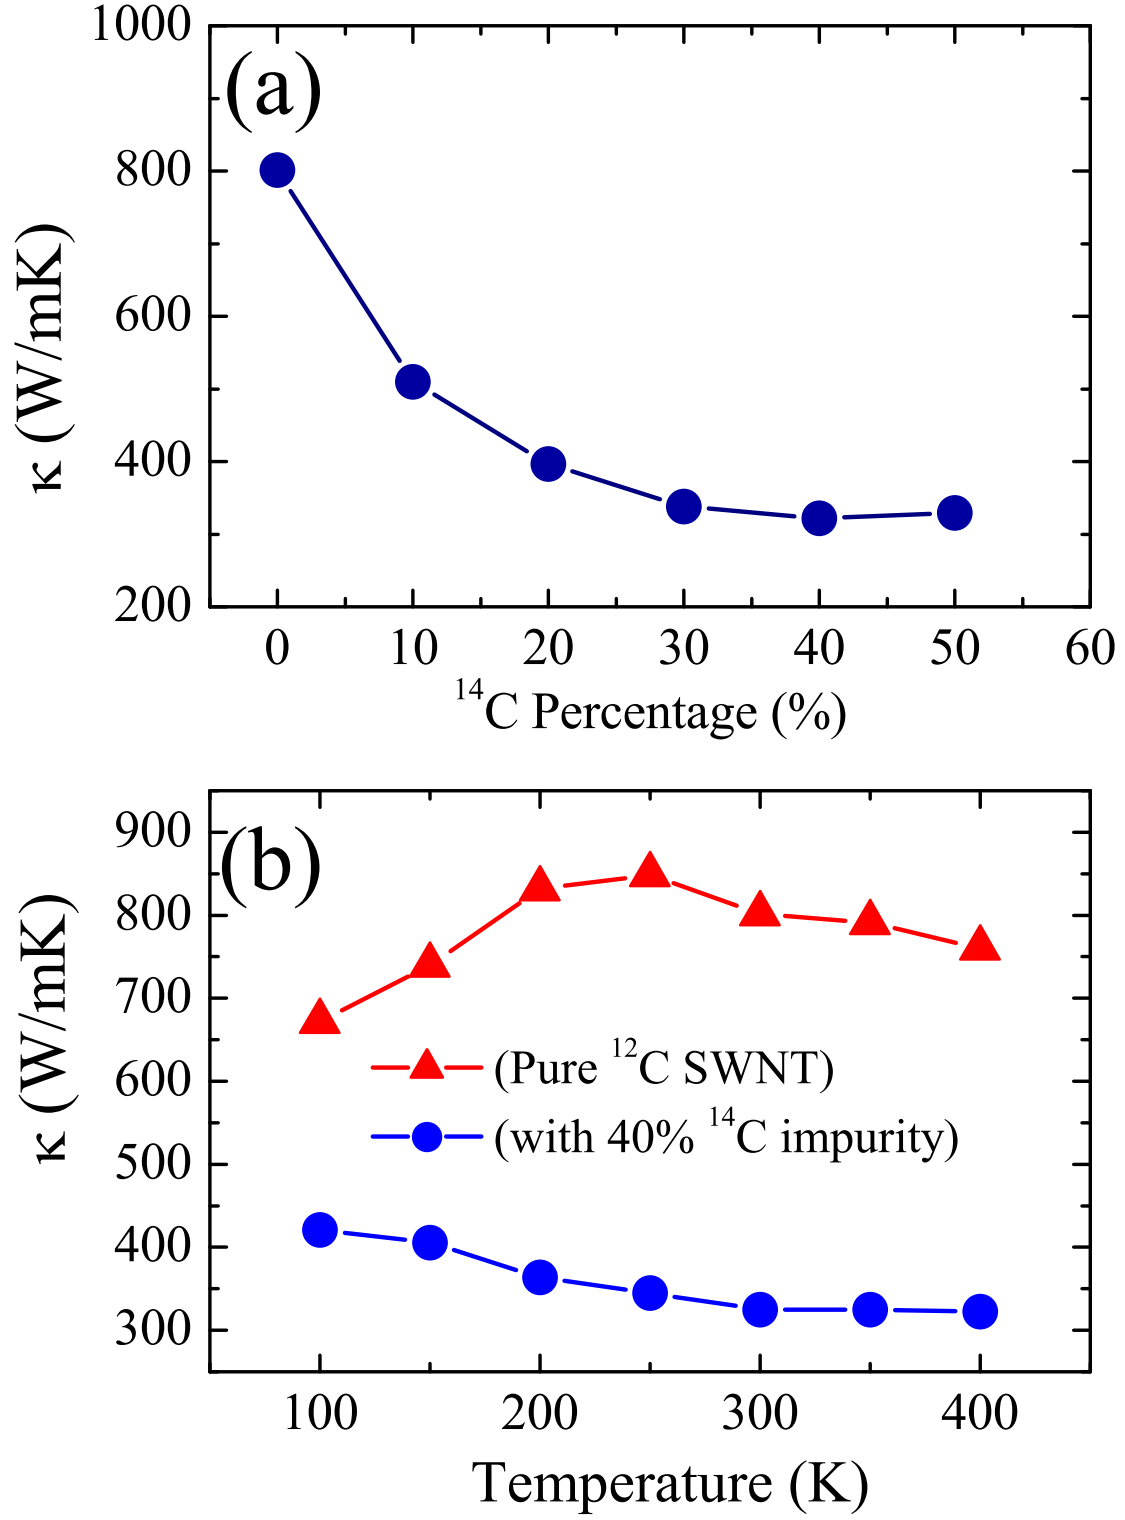 (a)
κ (W/mK)
1000
800
600
400
200
0 10 20 30 40 50 60
¹⁴C Percentage (%)
(b)
κ (W/mK)
900
800
700
600
500
400
300
(Pure ¹²C SWNT)
(with 40% ¹⁴C impurity)
100 200 300 400
Temperature (K)